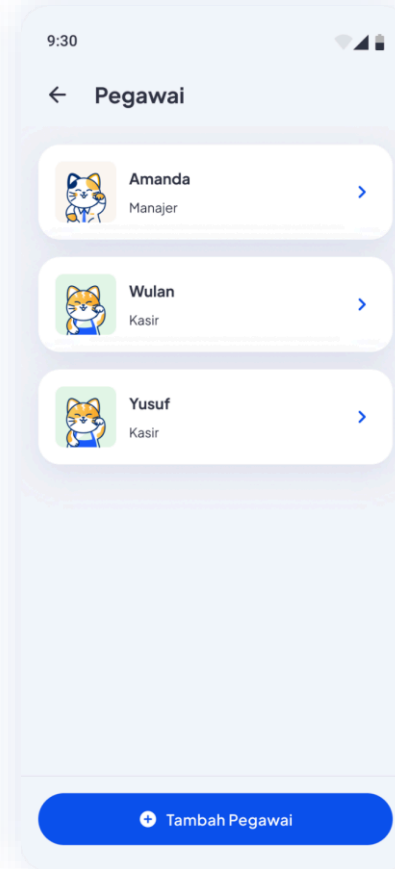 9:30
Pegawai
Amanda
Manajer
Wulan
Kasir
Yusuf
Kasir
Tambah Pegawai